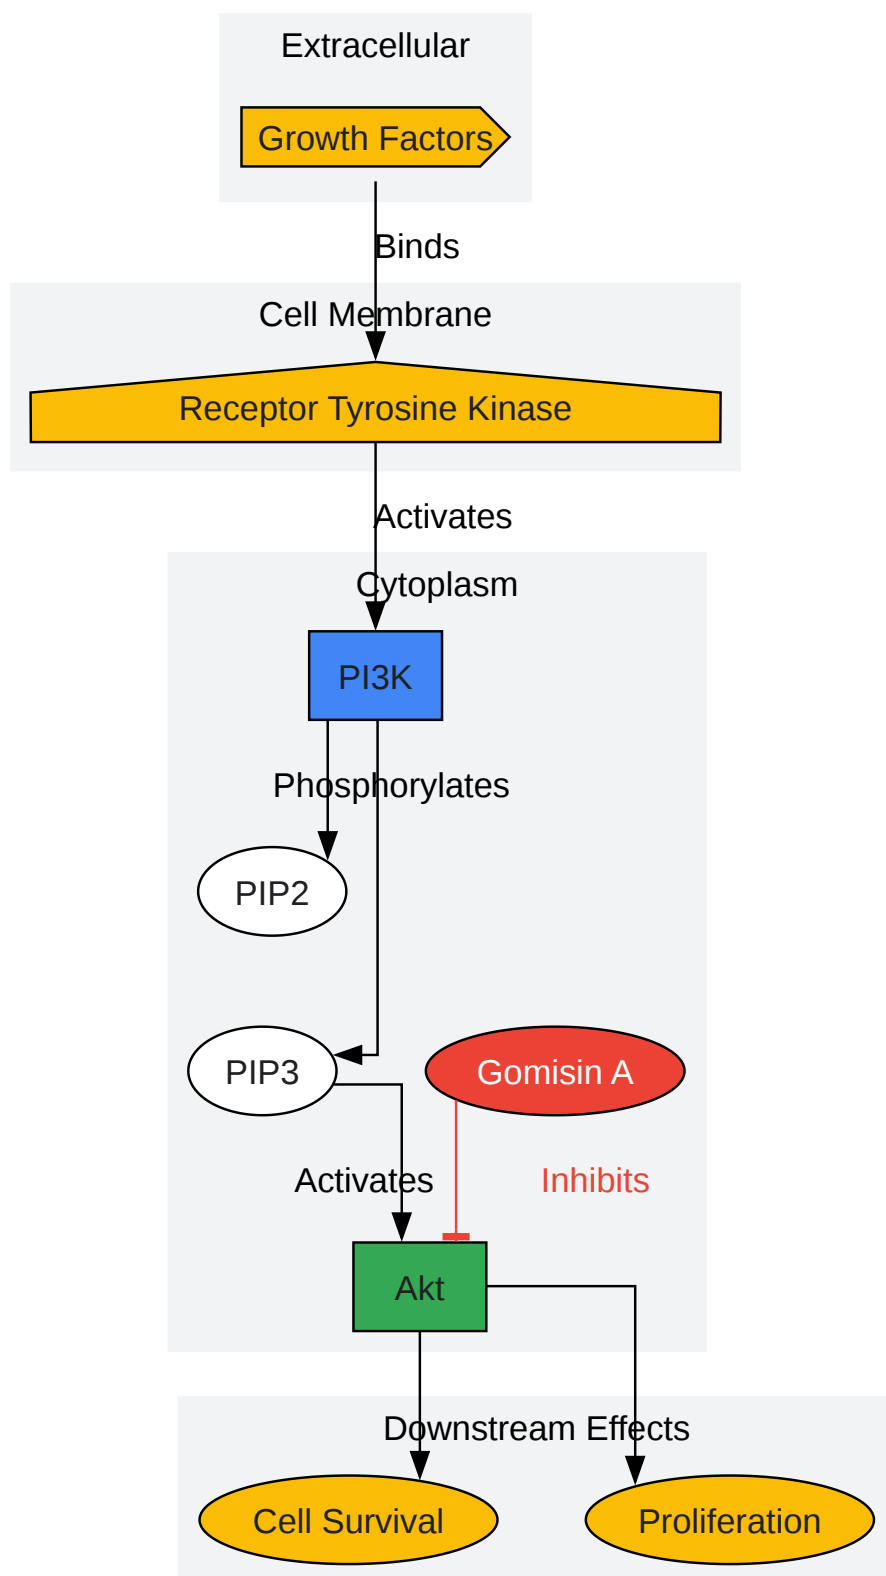 Extracellular
Growth Factors
Binds
Cell Membrane
Receptor Tyrosine Kinase
Activates
Cytoplasm
PI3K
Phosphorylates
PIP2
PIP3
Gomisin A
Activates
Inhibits
Akt
Downstream Effects
Cell Survival
Proliferation